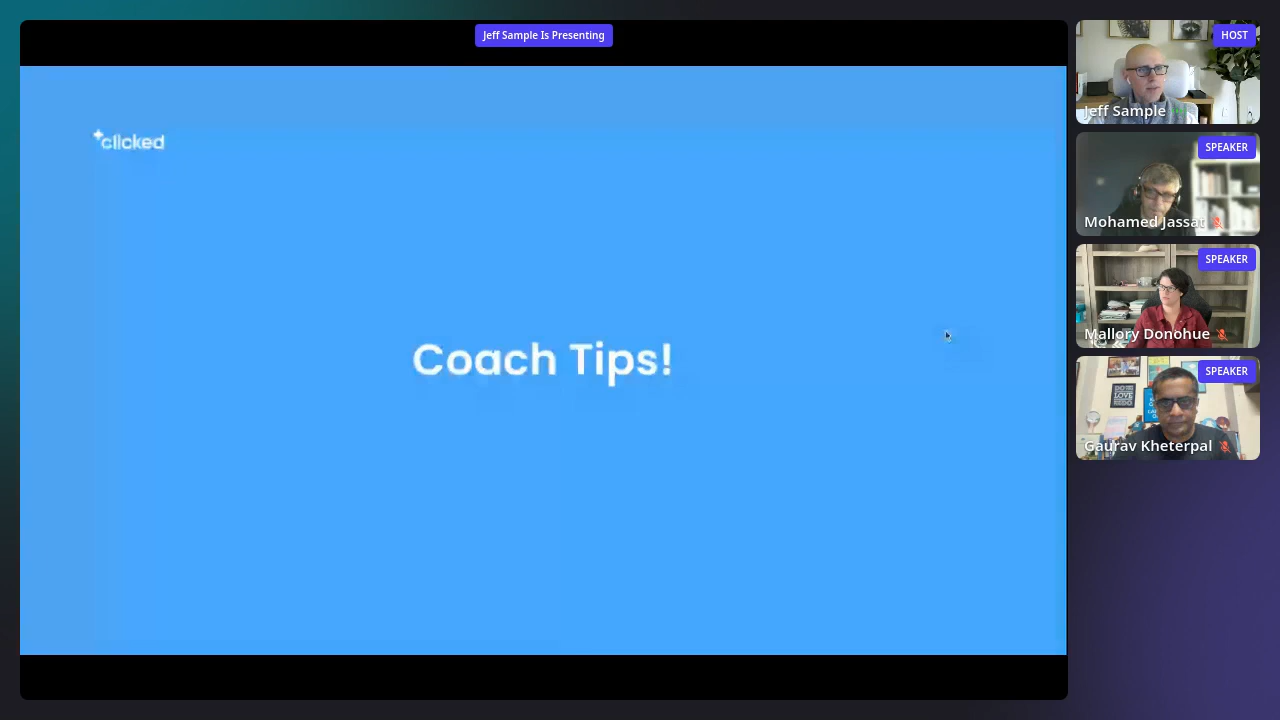 Jeff Sample Is Presenting
clicked
Coach Tips!
HOST
Jeff Sample
SPEAKER
Mohamed Jassat
SPEAKER
Mallory Donohue
SPEAKER
Gaurav Kheterpal